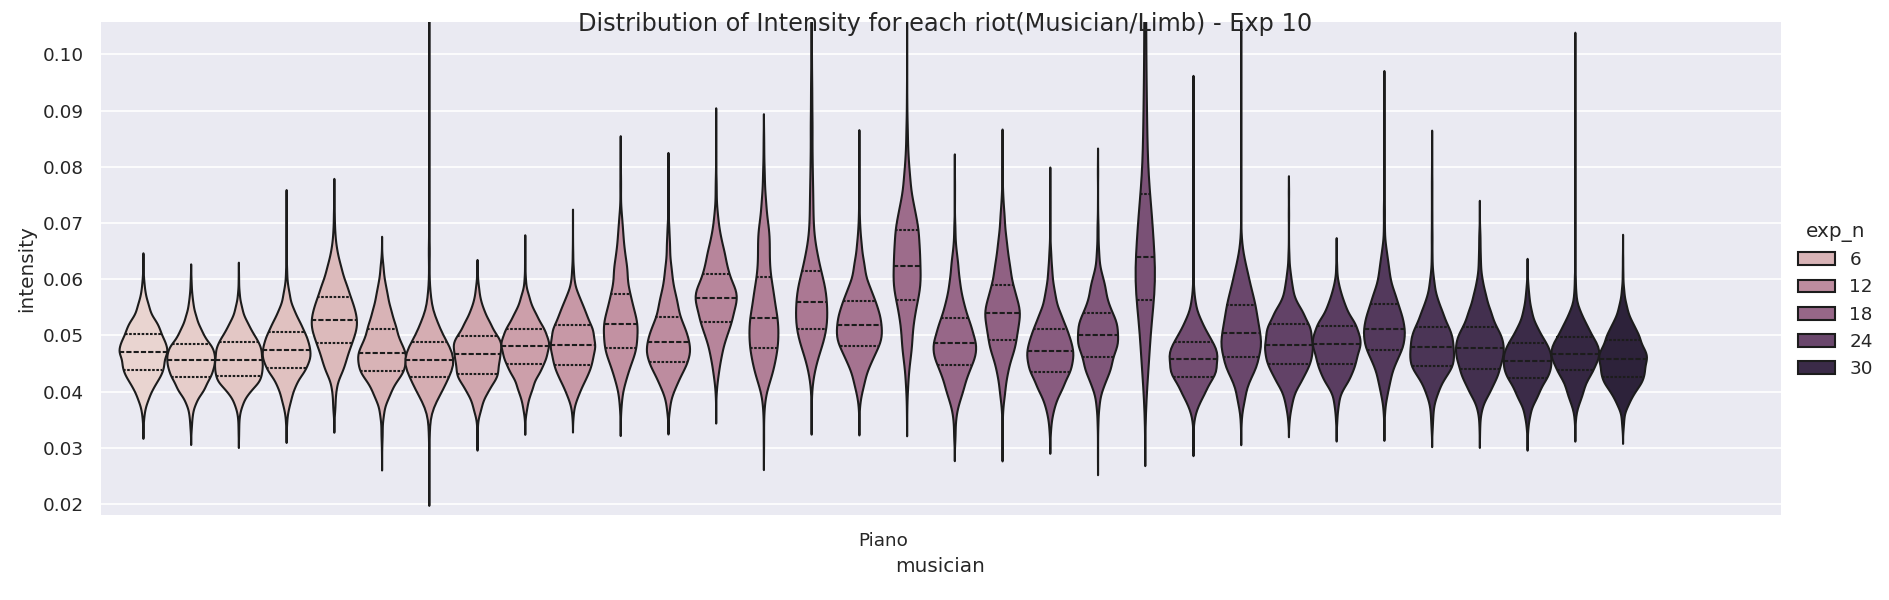 Distribution of Intensity for each riot(Musician/Limb) - Exp 10
0.10
0.09
0.08
0.07
0.06
0.05
0.04
0.03
0.02
intensity
Piano
musician
exp_n
6
12
18
24
30